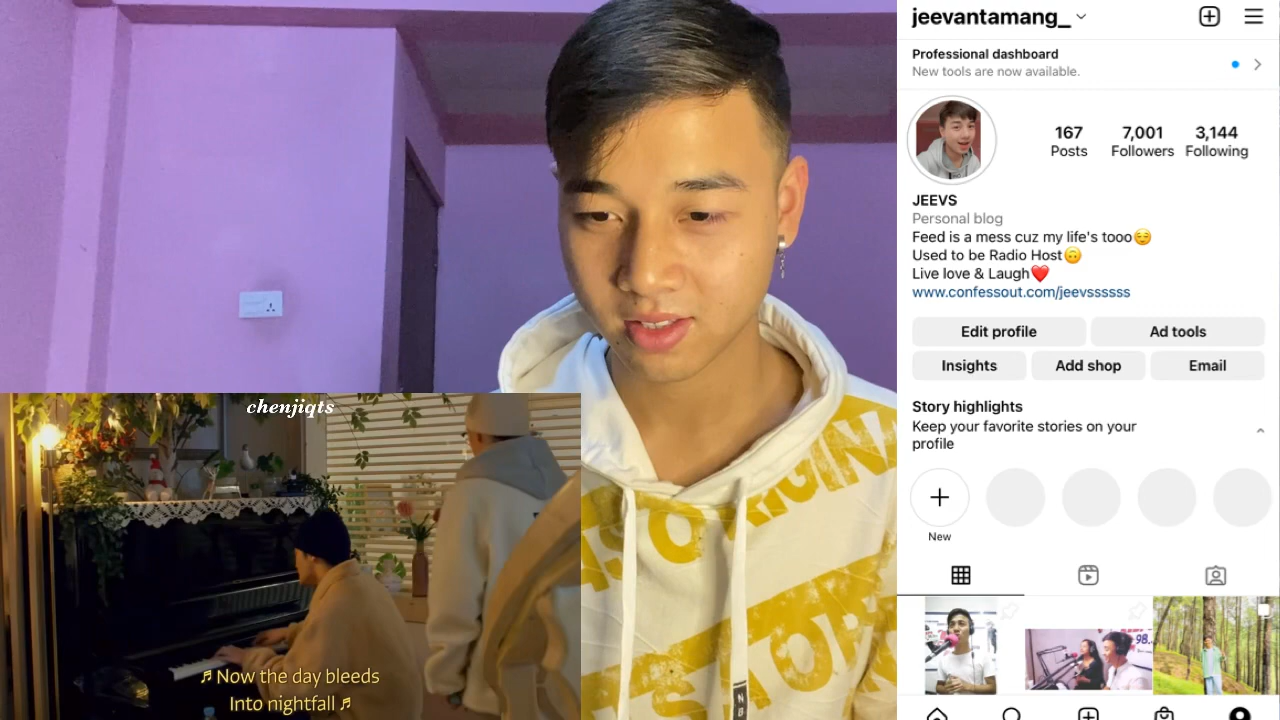 jeevantamang_
Professional dashboard
New tools are now available.
167
7,001
3,144
Posts
Followers
Following
JEEVS
Personal blog
Feed is a mess cuz my life's tooo😌
Used to be Radio Host🙃
Live love & Laugh❤️
www.confessout.com/jeevssssss
Edit profile
Ad tools
Insights
Add shop
Email
Story highlights
Keep your favorite stories on your
profile
New
98.
chenjiqts
♬Now the day bleeds
Into nightfall♬